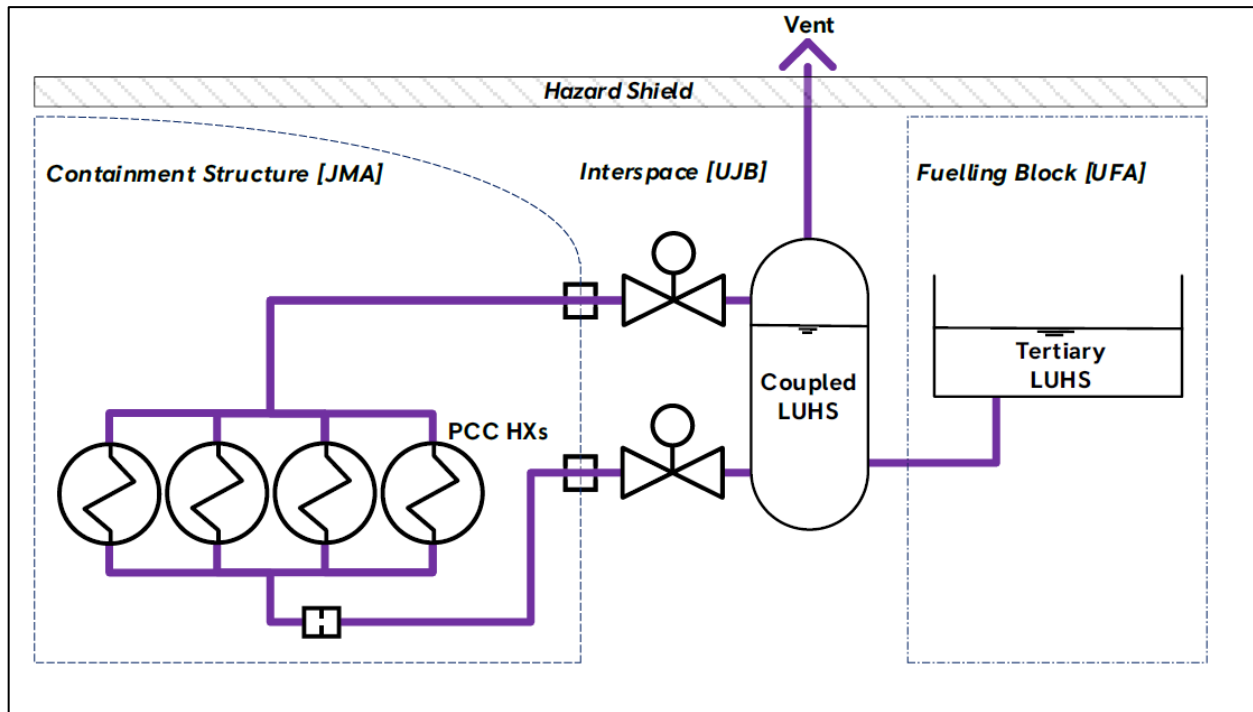 Vent
Hazard Shield
Containment Structure [JMA]
Interspace [UJB]
Fuelling Block [UFA]
Tertiary
LUHS
Coupled
LUHS
PCC HXs